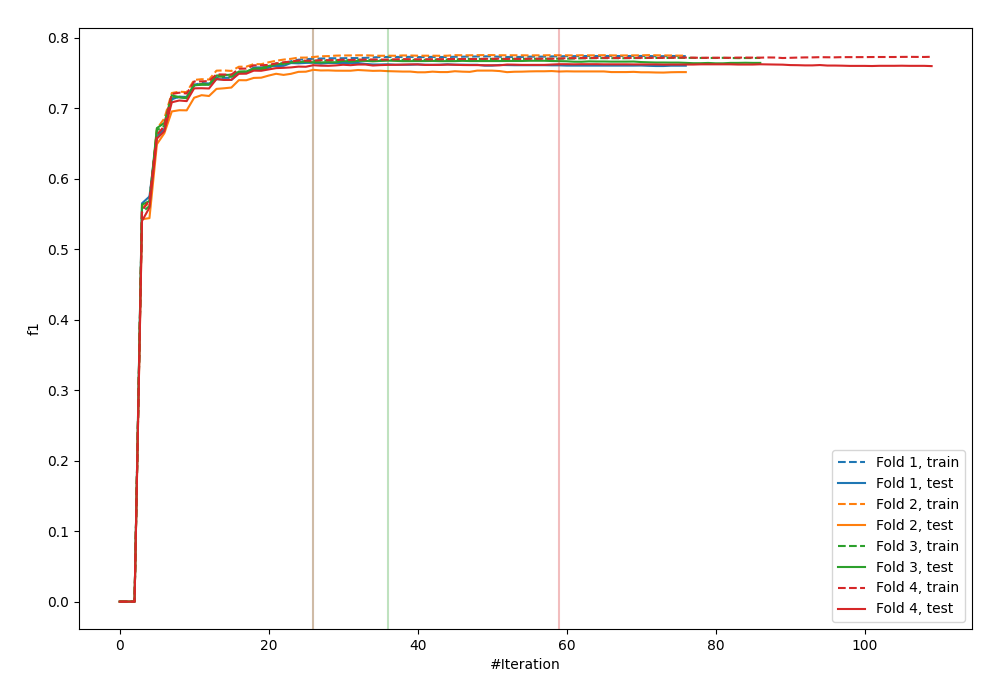 0.8
0.7
0.6
0.5
0.4
0.3
0.2
0.1
0.0
f1
0
20
40
60
80
100
#Iteration
Fold 1, train
Fold 1, test
Fold 2, train
Fold 2, test
Fold 3, train
Fold 3, test
Fold 4, train
Fold 4, test